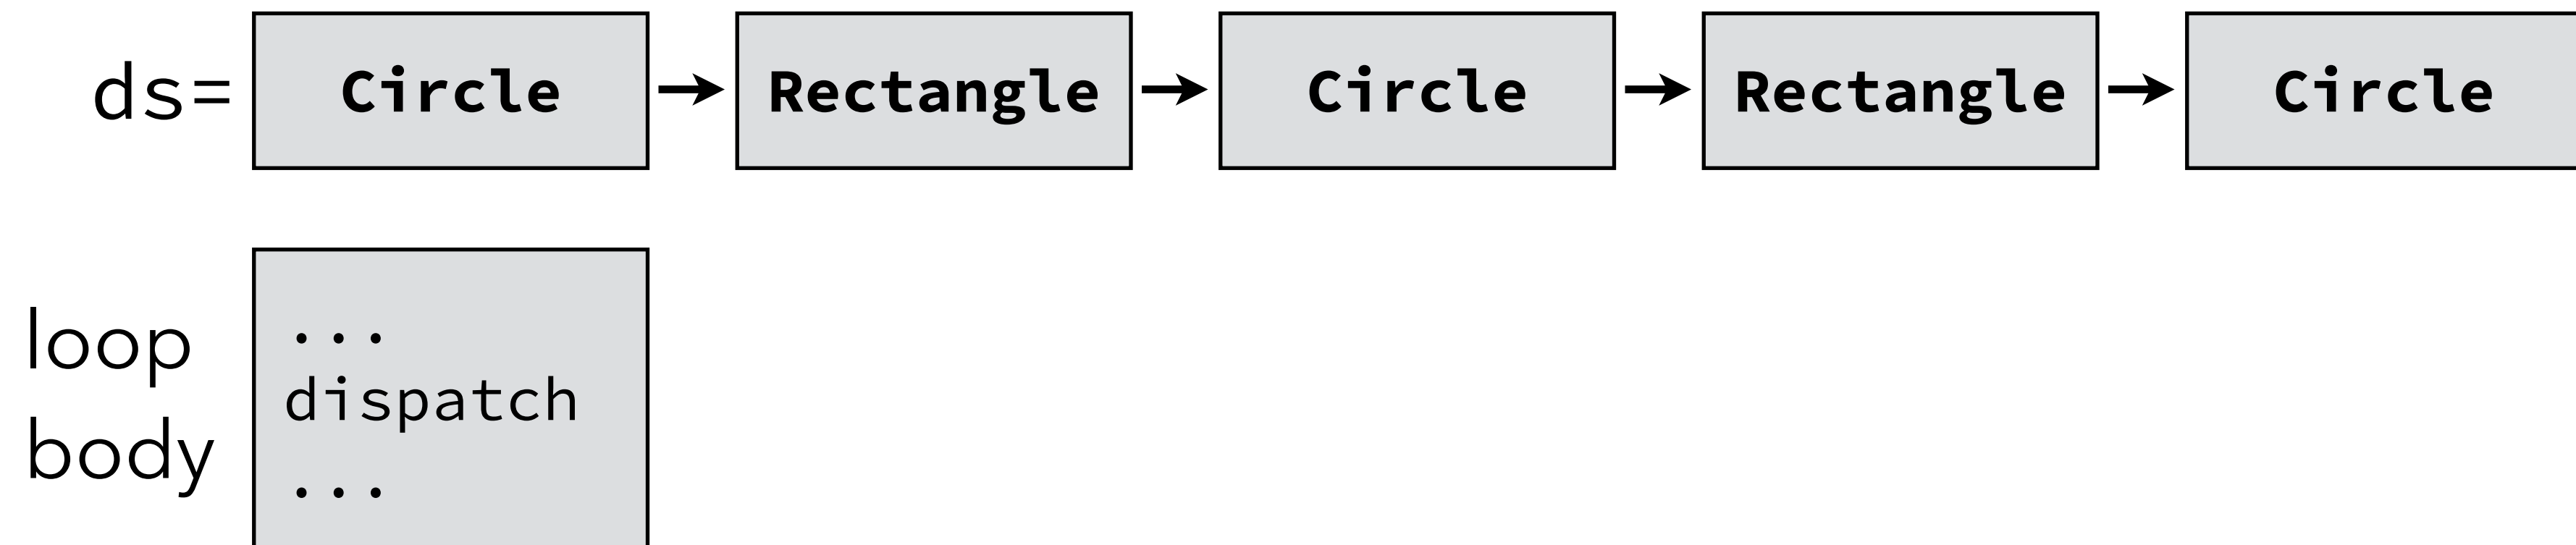 ds= Circle → Rectangle → Circle → Rectangle → Circle
loop
body
...
dispatch
...